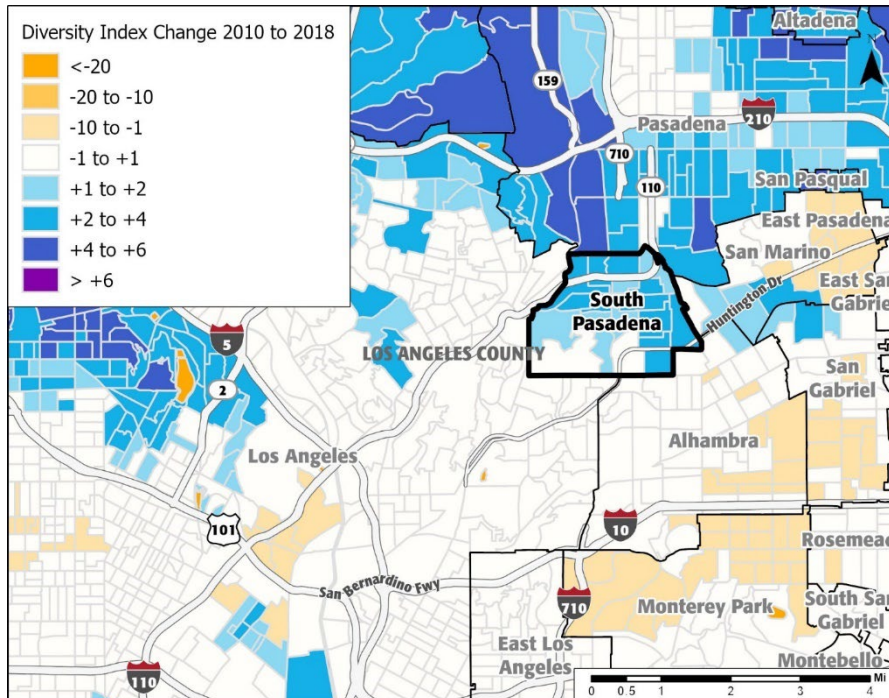 Diversity Index Change 2010 to 2018
<-20
-20 to -10
-10 to -1
-1 to +1
+1 to +2
+2 to +4
+4 to +6
> +6
Altadena
159
Pasadena
210
710
110
San Pasqual
East Pasadena
San Marino
East San
Gabriel
Huntington Dr
South
Pasadena
5
LOS ANGELES COUNTY
2
San
Gabriel
Alhambra
Los Angeles
101
10
Rosemead
San Bernardino Fwy
710
Monterey Park
South San
Gabriel
East Los
Angeles
Montebello
110
0 0.5 1 2 3 4